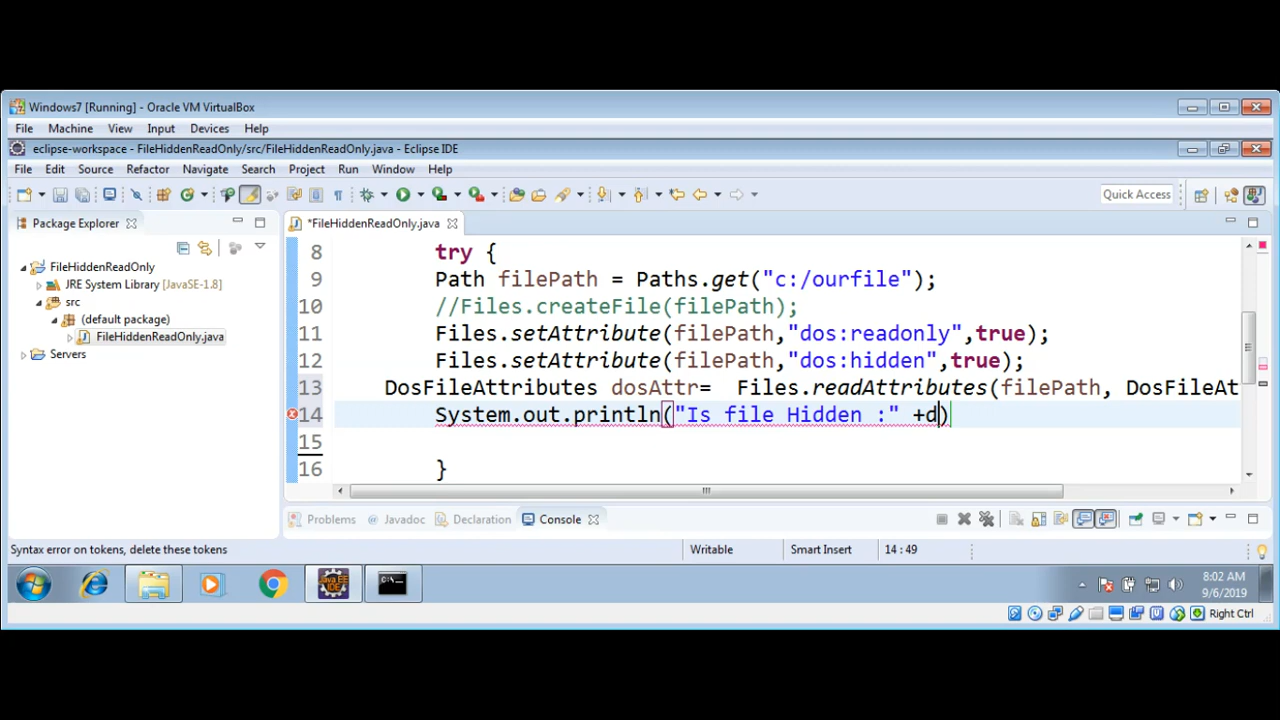 Windows7 [Running] - Oracle VM VirtualBox
File Machine View Input Devices Help
eclipse-workspace - FileHiddenReadOnly/src/FileHiddenReadOnly.java - Eclipse IDE
File Edit Source Refactor Navigate Search Project Run Window Help
Quick Access
Package Explorer
*FileHiddenReadOnly.java
FileHiddenReadOnly
JRE System Library [JavaSE-1.8]
src
(default package)
FileHiddenReadOnly.java
Servers
8 try {
9 Path filePath = Paths.get("c:/ourfile");
10 //Files.createFile(filePath);
11 Files.setAttribute(filePath,"dos:readonly",true);
12 Files.setAttribute(filePath,"dos:hidden",true);
13 DosFileAttributes dosAttr= Files.readAttributes(filePath, DosFileAt
14 System.out.println("Is file Hidden :" +d)
15
16 }
Problems @ Javadoc Declaration Console
Syntax error on tokens, delete these tokens
Writable Smart Insert 14 : 49
Java EE IDE
8:02 AM
9/6/2019
Right Ctrl